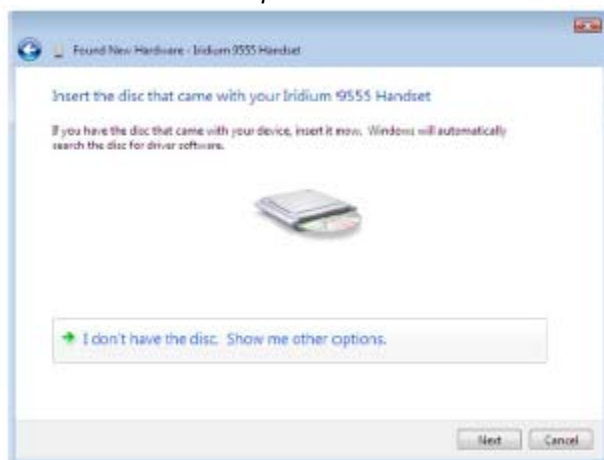 Found New Hardware - Iridium 9555 Handset
Insert the disc that came with your Iridium 9555 Handset
If you have the disc that came with your device, insert it now. Windows will automatically
search the disc for driver software.
I don't have the disc. Show me other options.
Next Cancel